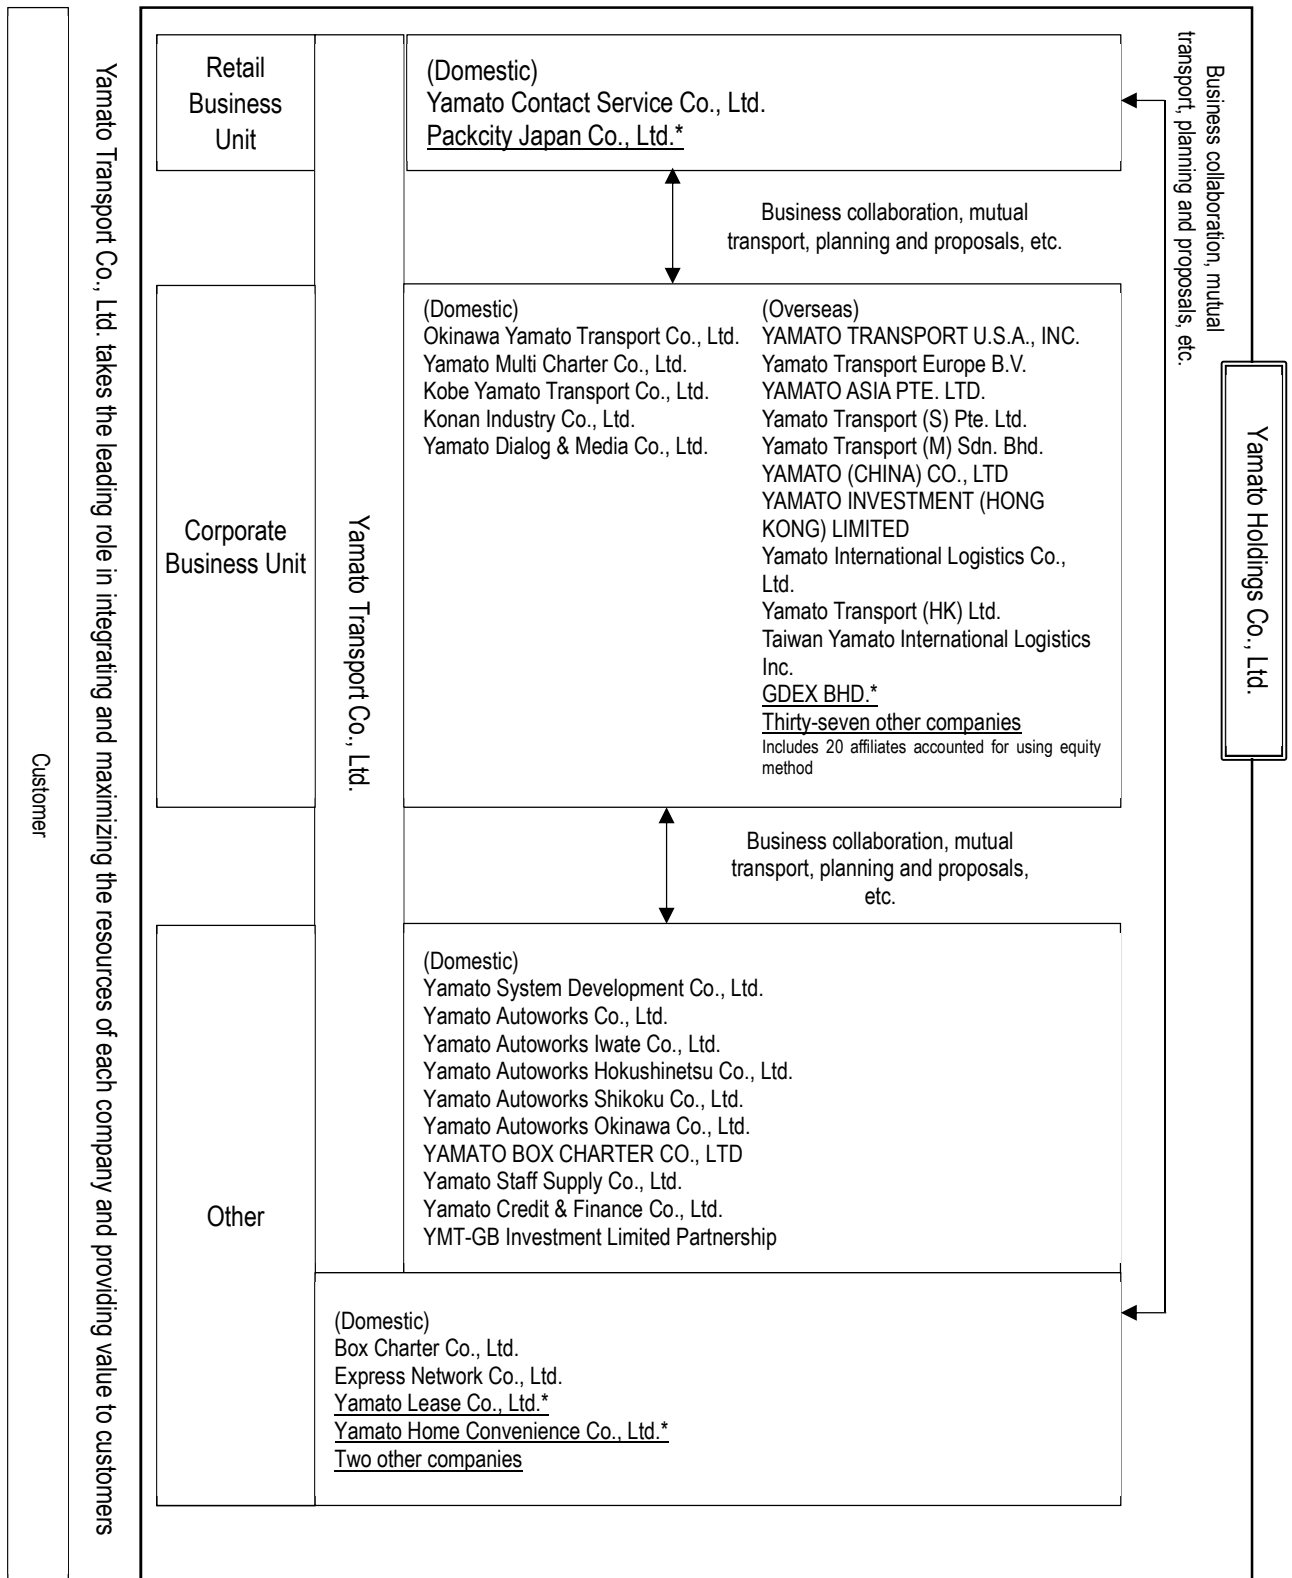 Customer
Yamato Transport Co., Ltd. takes the leading role in integrating and maximizing the resources of each company and providing value to customers
Retail
Business
Unit
Yamato Transport Co., Ltd.
(Domestic)
Yamato Contact Service Co., Ltd.
Packcity Japan Co., Ltd.*
Business collaboration, mutual
transport, planning and proposals, etc.
Corporate
Business Unit
(Domestic)
Okinawa Yamato Transport Co., Ltd.
Yamato Multi Charter Co., Ltd.
Kobe Yamato Transport Co., Ltd.
Konan Industry Co., Ltd.
Yamato Dialog & Media Co., Ltd.
(Overseas)
YAMATO TRANSPORT U.S.A., INC.
Yamato Transport Europe B.V.
YAMATO ASIA PTE. LTD.
Yamato Transport (S) Pte. Ltd.
Yamato Transport (M) Sdn. Bhd.
YAMATO (CHINA) CO., LTD
YAMATO INVESTMENT (HONG
KONG) LIMITED
Yamato International Logistics Co.,
Ltd.
Yamato Transport (HK) Ltd.
Taiwan Yamato International Logistics
Inc.
GDEX BHD.*
Thirty-seven other companies
Includes 20 affiliates accounted for using equity
method
Business collaboration, mutual
transport, planning and proposals,
etc.
Other
(Domestic)
Yamato System Development Co., Ltd.
Yamato Autoworks Co., Ltd.
Yamato Autoworks Iwate Co., Ltd.
Yamato Autoworks Hokushinetsu Co., Ltd.
Yamato Autoworks Shikoku Co., Ltd.
Yamato Autoworks Okinawa Co., Ltd.
YAMATO BOX CHARTER CO., LTD
Yamato Staff Supply Co., Ltd.
Yamato Credit & Finance Co., Ltd.
YMT-GB Investment Limited Partnership
(Domestic)
Box Charter Co., Ltd.
Express Network Co., Ltd.
Yamato Lease Co., Ltd.*
Yamato Home Convenience Co., Ltd.*
Two other companies
Business collaboration, mutual
transport, planning and proposals, etc.
Yamato Holdings Co., Ltd.